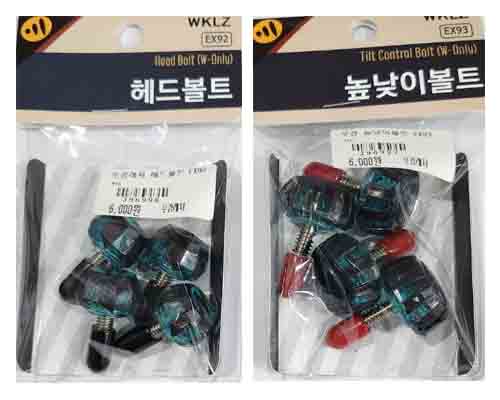 WKLZ
EX92
Head Bolt (W-Only)
헤드볼트
6,000원
WKLZ
EX93
Tilt Control Bolt (W-Only)
높낮이볼트
6,000원